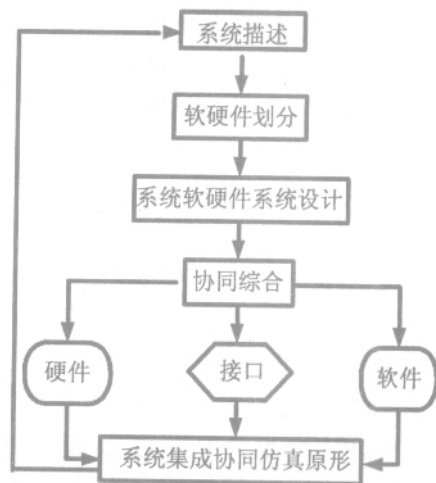 系统描述
软硬件划分
系统软硬件系统设计
协同综合
硬件
接口
软件
系统集成协同仿真原形